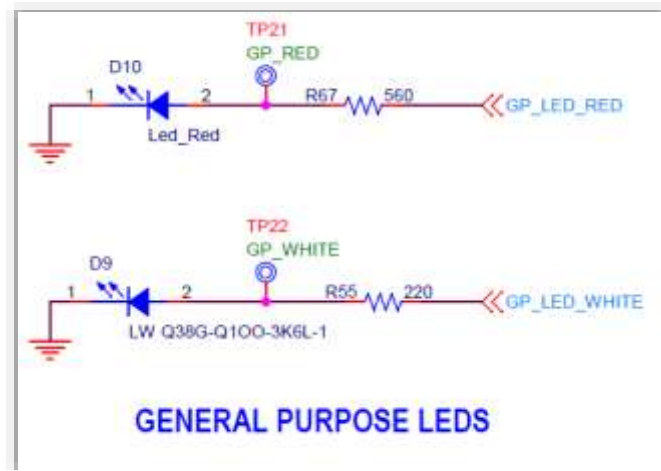 TP21
GP_RED
D10
1
2
R67
560
GP_LED_RED
Led_Red
TP22
GP_WHITE
D9
1
2
R55
220
GP_LED_WHITE
LW Q38G-Q1OO-3K6L-1
GENERAL PURPOSE LEDS